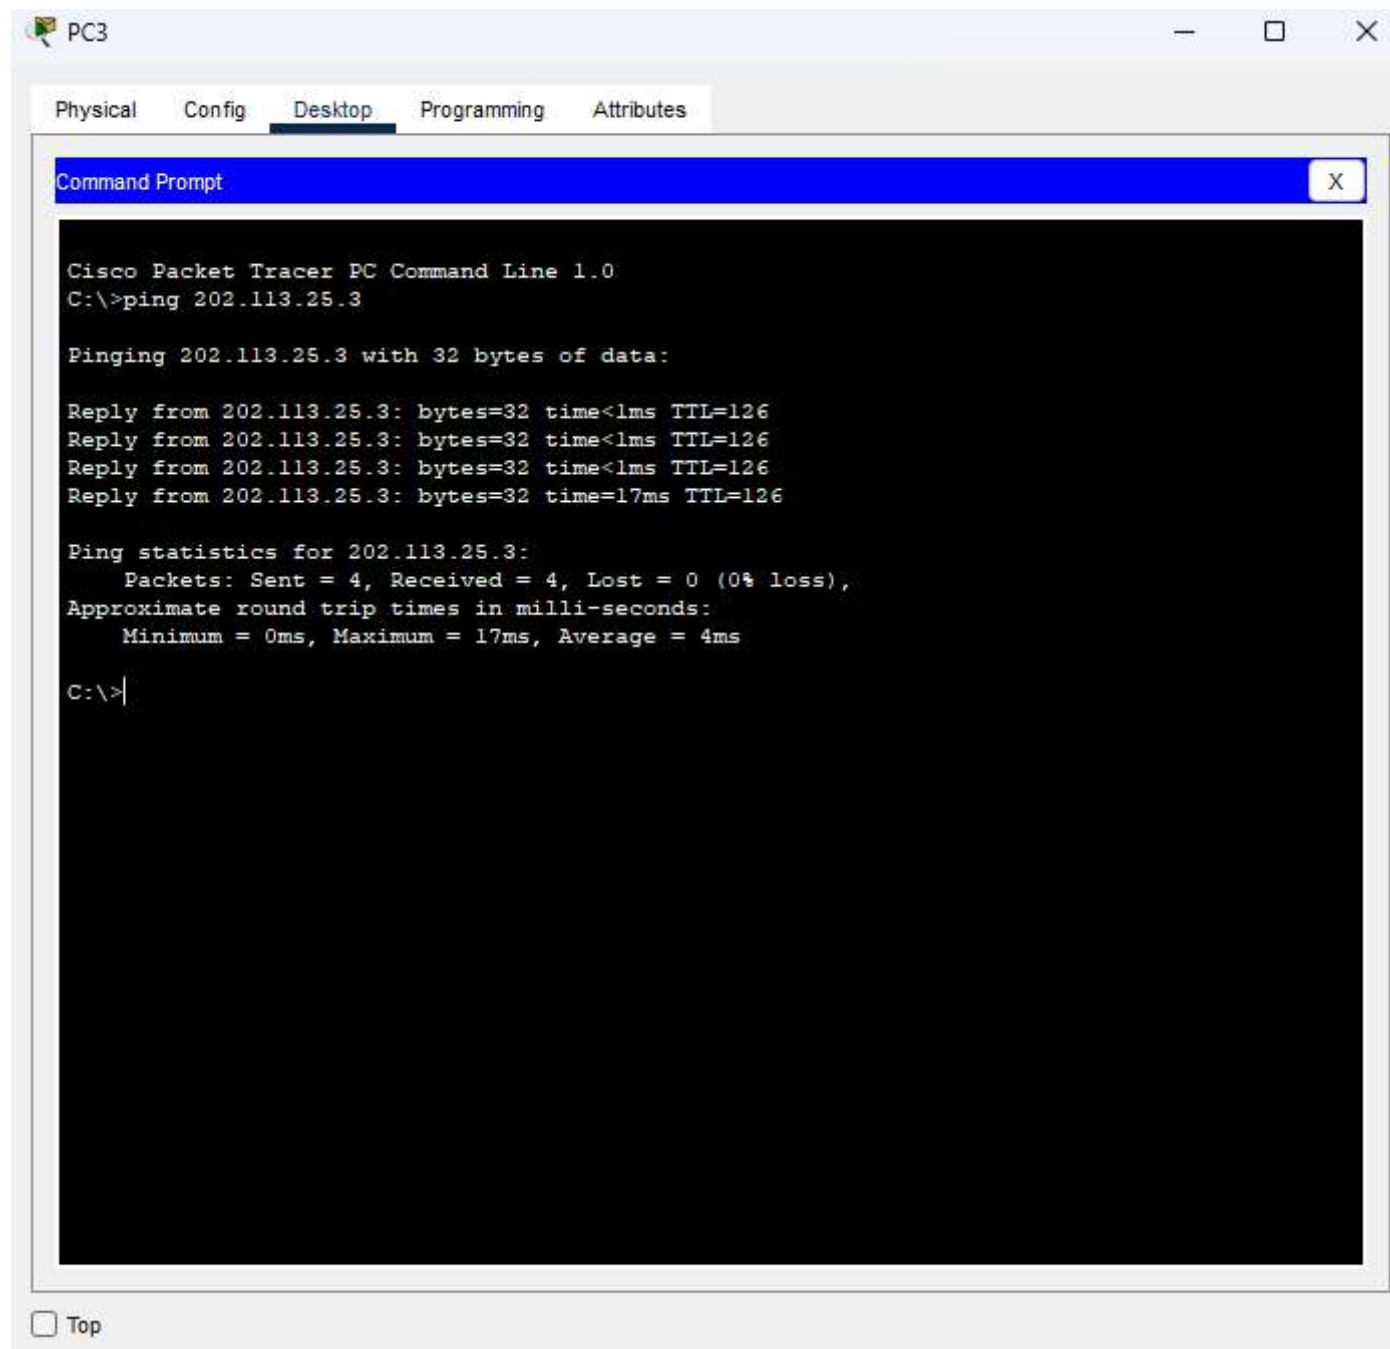 PC3
Physical Config Desktop Programming Attributes
Command Prompt X
Cisco Packet Tracer PC Command Line 1.0
C:\>ping 202.113.25.3
Pinging 202.113.25.3 with 32 bytes of data:
Reply from 202.113.25.3: bytes=32 time<1ms TTL=126
Reply from 202.113.25.3: bytes=32 time<1ms TTL=126
Reply from 202.113.25.3: bytes=32 time<1ms TTL=126
Reply from 202.113.25.3: bytes=32 time=17ms TTL=126
Ping statistics for 202.113.25.3:
Packets: Sent = 4, Received = 4, Lost = 0 (0% loss),
Approximate round trip times in milli-seconds:
Minimum = 0ms, Maximum = 17ms, Average = 4ms
C:\>
Top